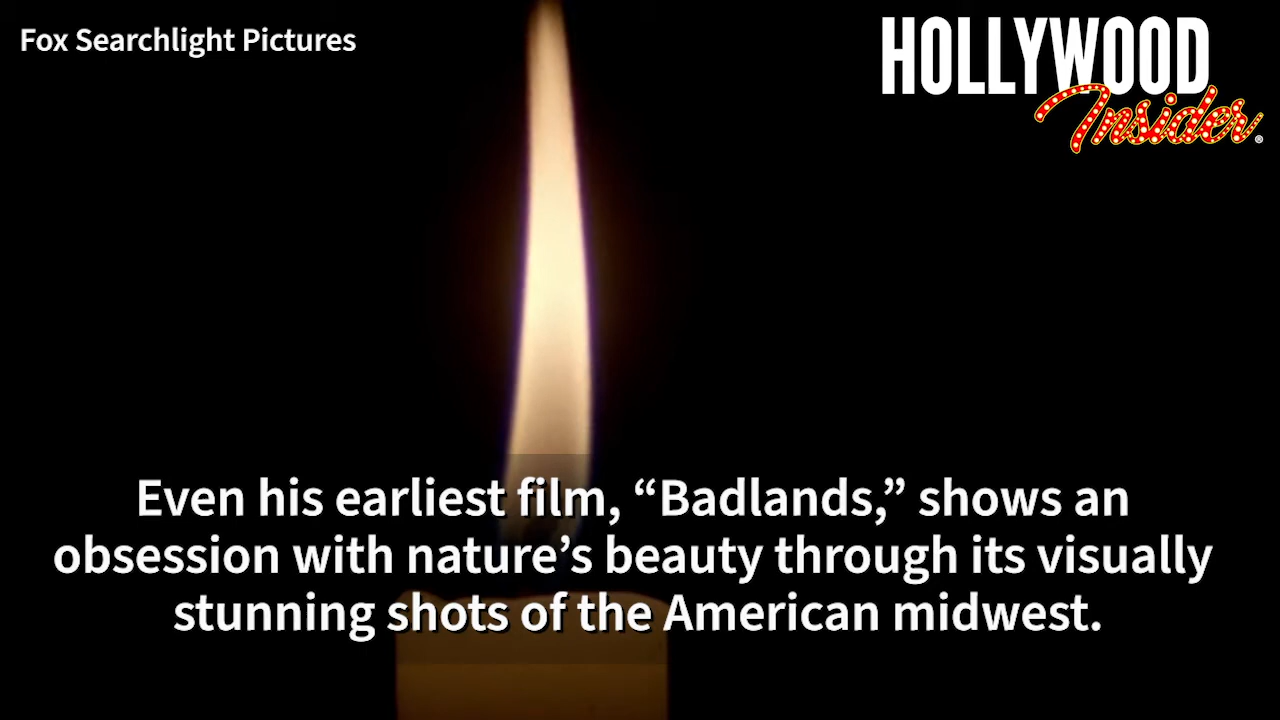 Fox Searchlight Pictures
HOLLYWOOD
Insider®
Even his earliest film, “Badlands,” shows an
obsession with nature’s beauty through its visually
stunning shots of the American midwest.